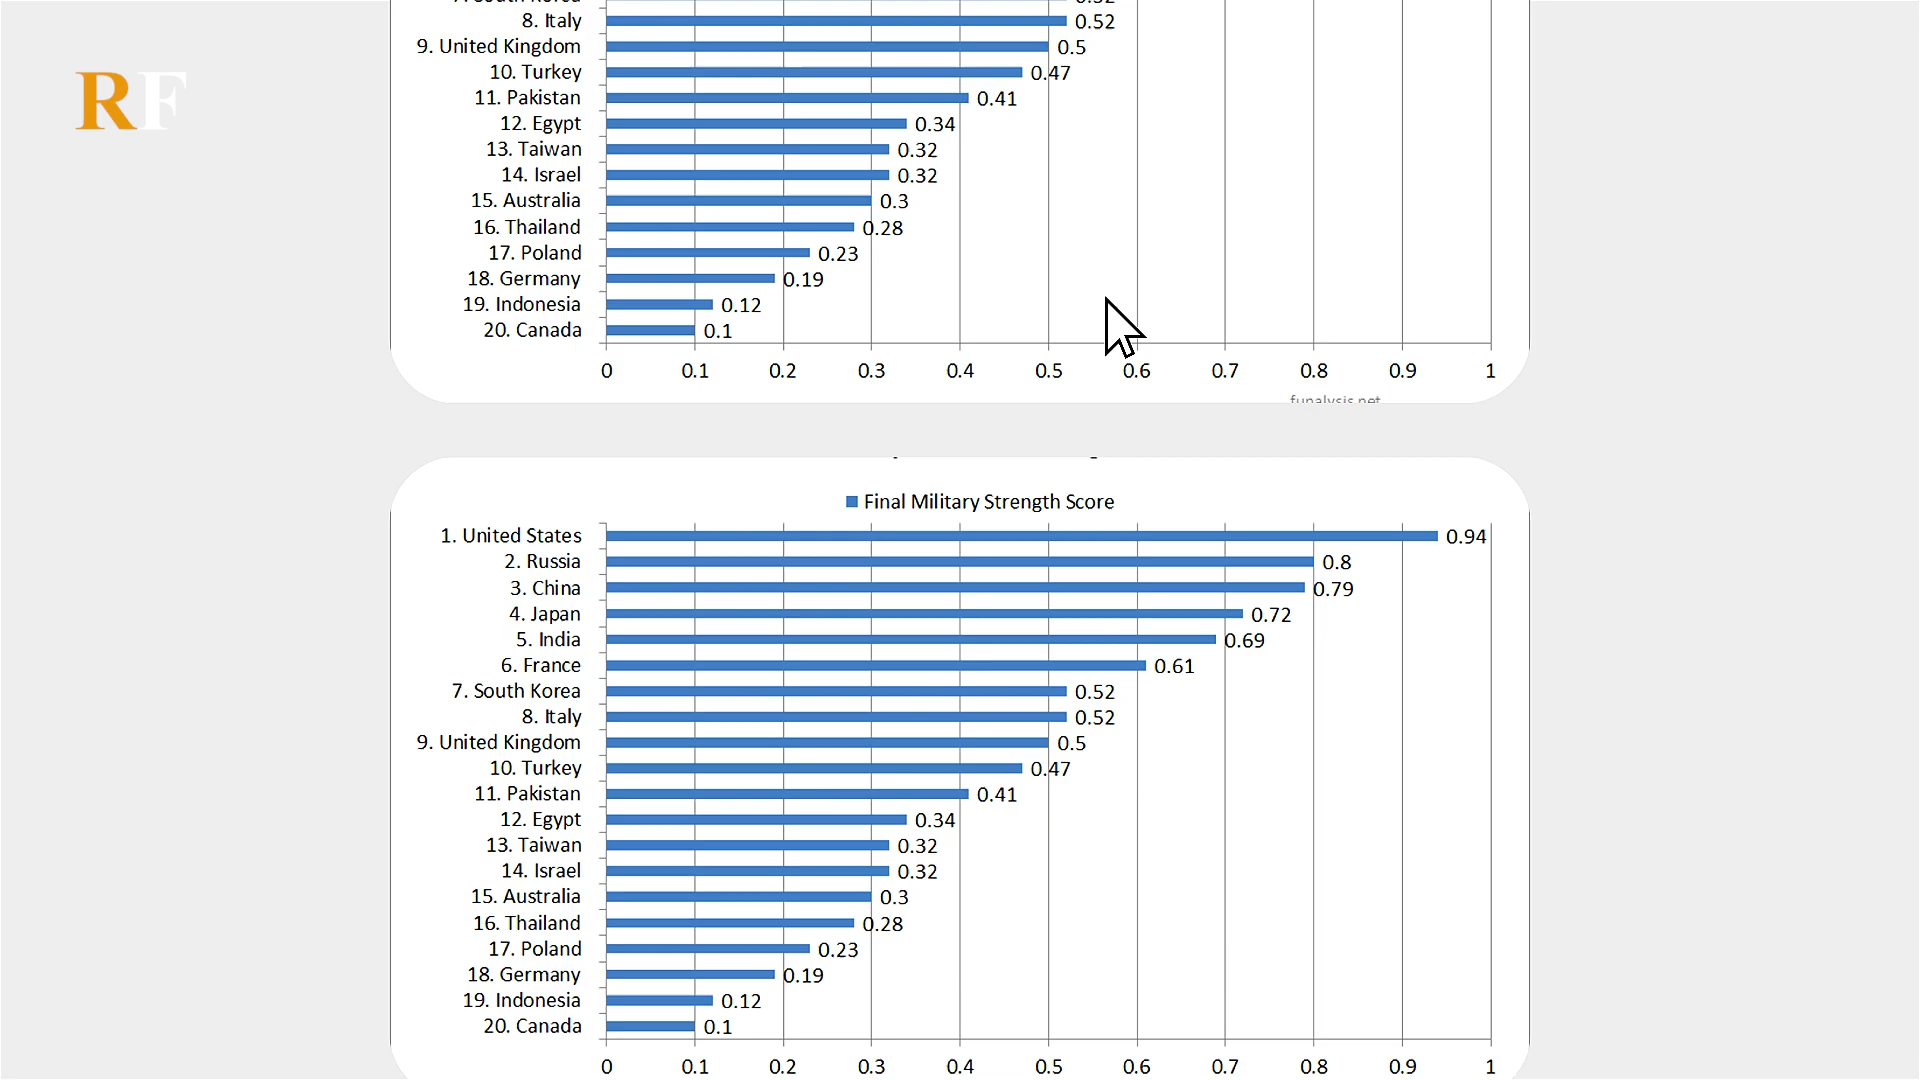 RF
8. Italy 0.52
9. United Kingdom 0.5
10. Turkey 0.47
11. Pakistan 0.41
12. Egypt 0.34
13. Taiwan 0.32
14. Israel 0.32
15. Australia 0.3
16. Thailand 0.28
17. Poland 0.23
18. Germany 0.19
19. Indonesia 0.12
20. Canada 0.1
0 0.1 0.2 0.3 0.4 0.5 0.6 0.7 0.8 0.9 1
funalysis.net
Final Military Strength Score
1. United States 0.94
2. Russia 0.8
3. China 0.79
4. Japan 0.72
5. India 0.69
6. France 0.61
7. South Korea 0.52
8. Italy 0.52
9. United Kingdom 0.5
10. Turkey 0.47
11. Pakistan 0.41
12. Egypt 0.34
13. Taiwan 0.32
14. Israel 0.32
15. Australia 0.3
16. Thailand 0.28
17. Poland 0.23
18. Germany 0.19
19. Indonesia 0.12
20. Canada 0.1
0 0.1 0.2 0.3 0.4 0.5 0.6 0.7 0.8 0.9 1